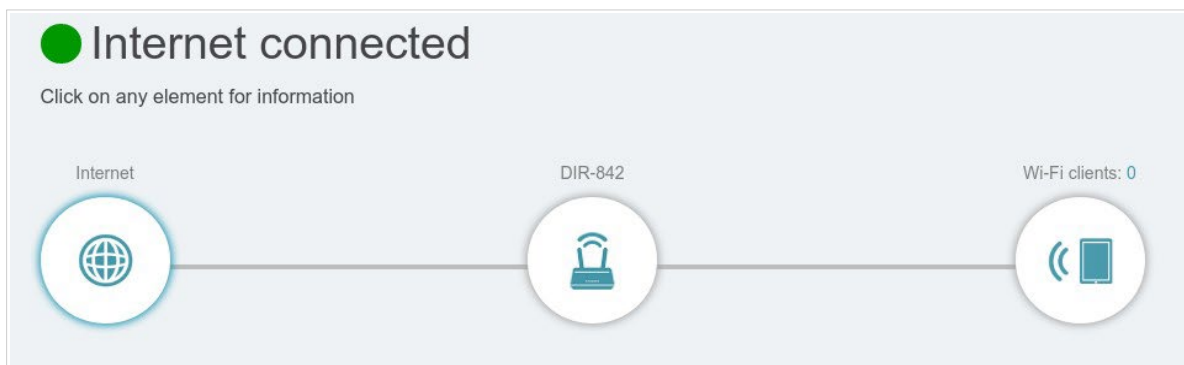 Internet connected
Click on any element for information
Internet
DIR-842
Wi-Fi clients: 0